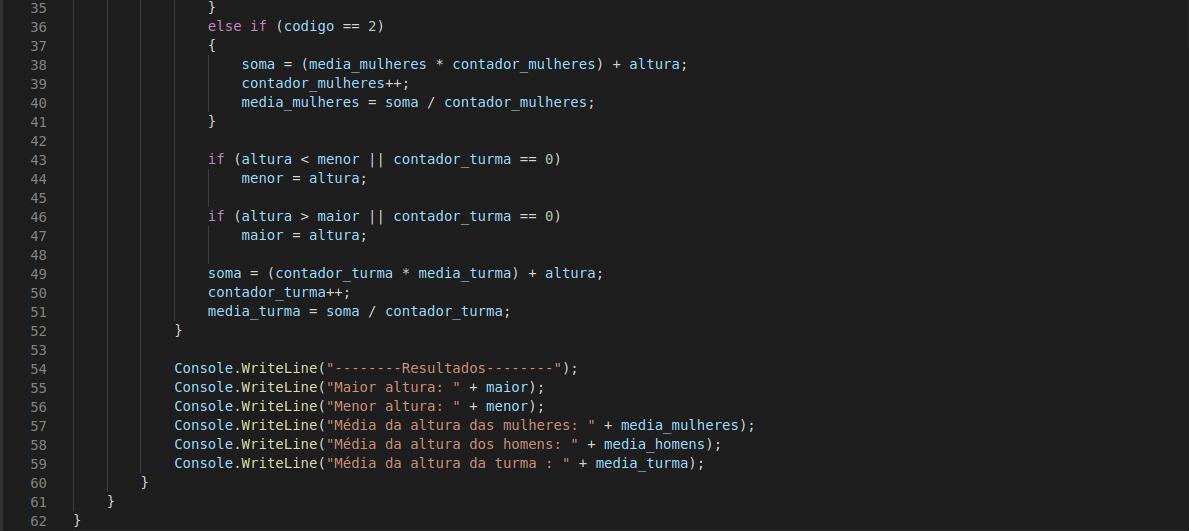 35 }
36 else if (codigo == 2)
37 {
38 soma = (media_mulheres * contador_mulheres) + altura;
39 contador_mulheres++;
40 media_mulheres = soma / contador_mulheres;
41 }
42
43 if (altura < menor || contador_turma == 0)
44 menor = altura;
45
46 if (altura > maior || contador_turma == 0)
47 maior = altura;
48
49 soma = (contador_turma * media_turma) + altura;
50 contador_turma++;
51 media_turma = soma / contador_turma;
52 }
53
54 Console.WriteLine("--------Resultados--------");
55 Console.WriteLine("Maior altura: " + maior);
56 Console.WriteLine("Menor altura: " + menor);
57 Console.WriteLine("Média da altura das mulheres: " + media_mulheres);
58 Console.WriteLine("Média da altura dos homens: " + media_homens);
59 Console.WriteLine("Média da altura da turma : " + media_turma);
60 }
61 }
62 }